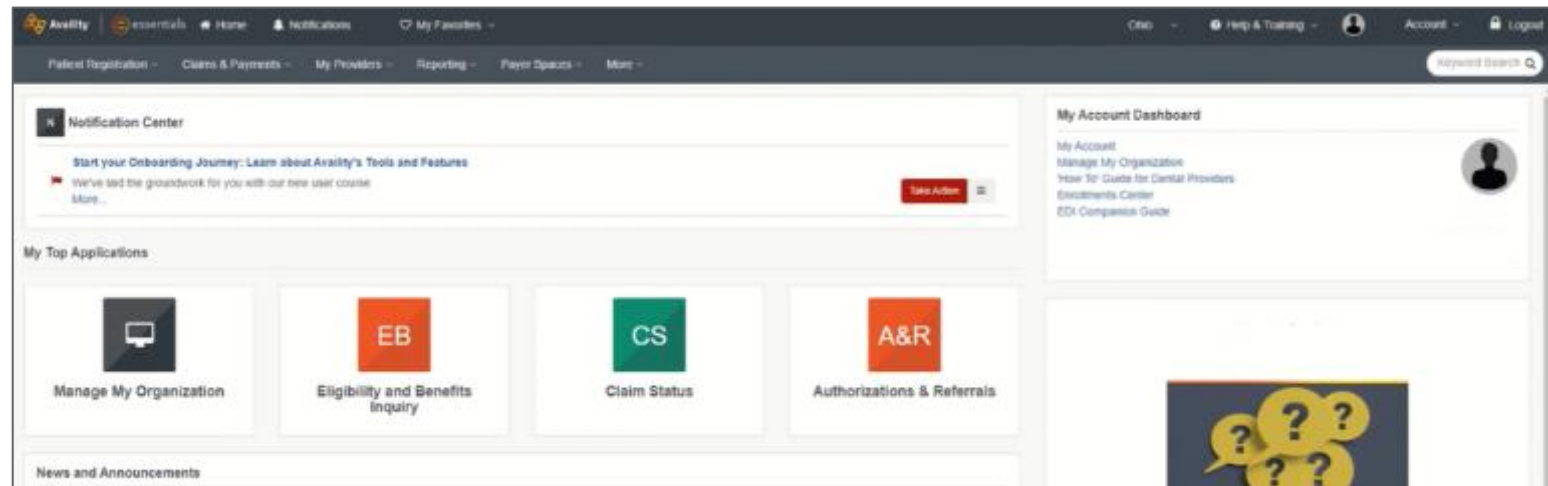 Availity essentials Home Notifications My Favorites Ohio Help & Training Account Logout
Patient Registration Claims & Payments My Providers Reporting Payer Spaces More Keyword Search
N Notification Center
Start your Onboarding Journey: Learn about Availity's Tools and Features
We've laid the groundwork for you with our new user course
More...
Take Action
My Account Dashboard
My Account
Manage My Organization
'How To' Guide for Dental Providers
Enrollments Center
EDI Companion Guide
My Top Applications
Manage My Organization
EB
Eligibility and Benefits
Inquiry
CS
Claim Status
A&R
Authorizations & Referrals
News and Announcements
? ? ?
? ?